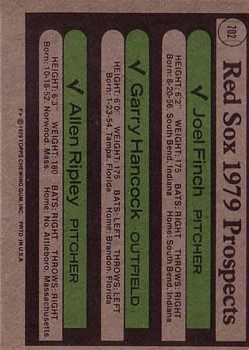 702
Red Sox 1979 Prospects
✓ Joel Finch PITCHER
HEIGHT: 6'2" WEIGHT: 175 BATS: RIGHT THROWS: RIGHT
Born: 8-20-56, South Bend, Indiana Home: South Bend, Indiana
✓ Garry Hancock OUTFIELD
HEIGHT: 6'0" WEIGHT: 175 BATS: LEFT THROWS: LEFT
Born: 1-23-54, Tampa, Florida Home: Brandon, Florida
✓ Allen Ripley PITCHER
HEIGHT: 6'3" WEIGHT: 190 BATS: RIGHT THROWS: RIGHT
Born: 10-18-52, Norwood, Mass. Home: No. Attleboro, Massachusetts
© 1979 TOPPS CHEWING GUM, INC. PRTD. IN U.S.A.